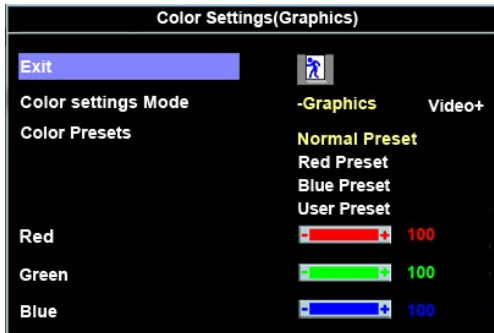 Color Settings(Graphics)
Exit
Color settings Mode -Graphics Video+
Color Presets Normal Preset
Red Preset
Blue Preset
User Preset
Red - + 100
Green - + 100
Blue - + 100